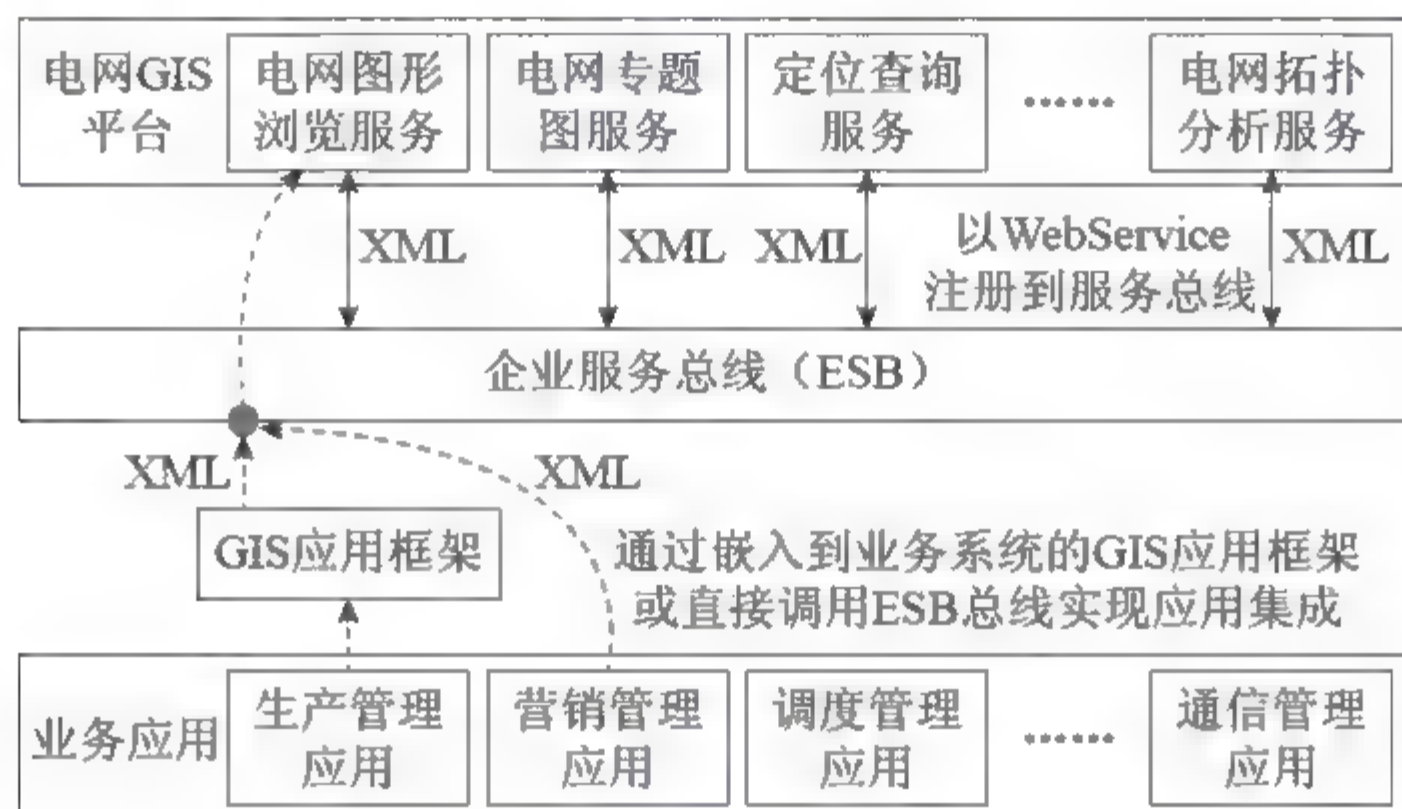 电网GIS
平台
电网图形
浏览服务
电网专题
图服务
定位查询
服务
……
电网拓扑
分析服务
XML
XML
XML
以WebService
注册到服务总线
XML
企业服务总线（ESB）
XML
XML
GIS应用框架
通过嵌入到业务系统的GIS应用框架
或直接调用ESB总线实现应用集成
业务应用
生产管理
应用
营销管理
应用
调度管理
应用
……
通信管理
应用